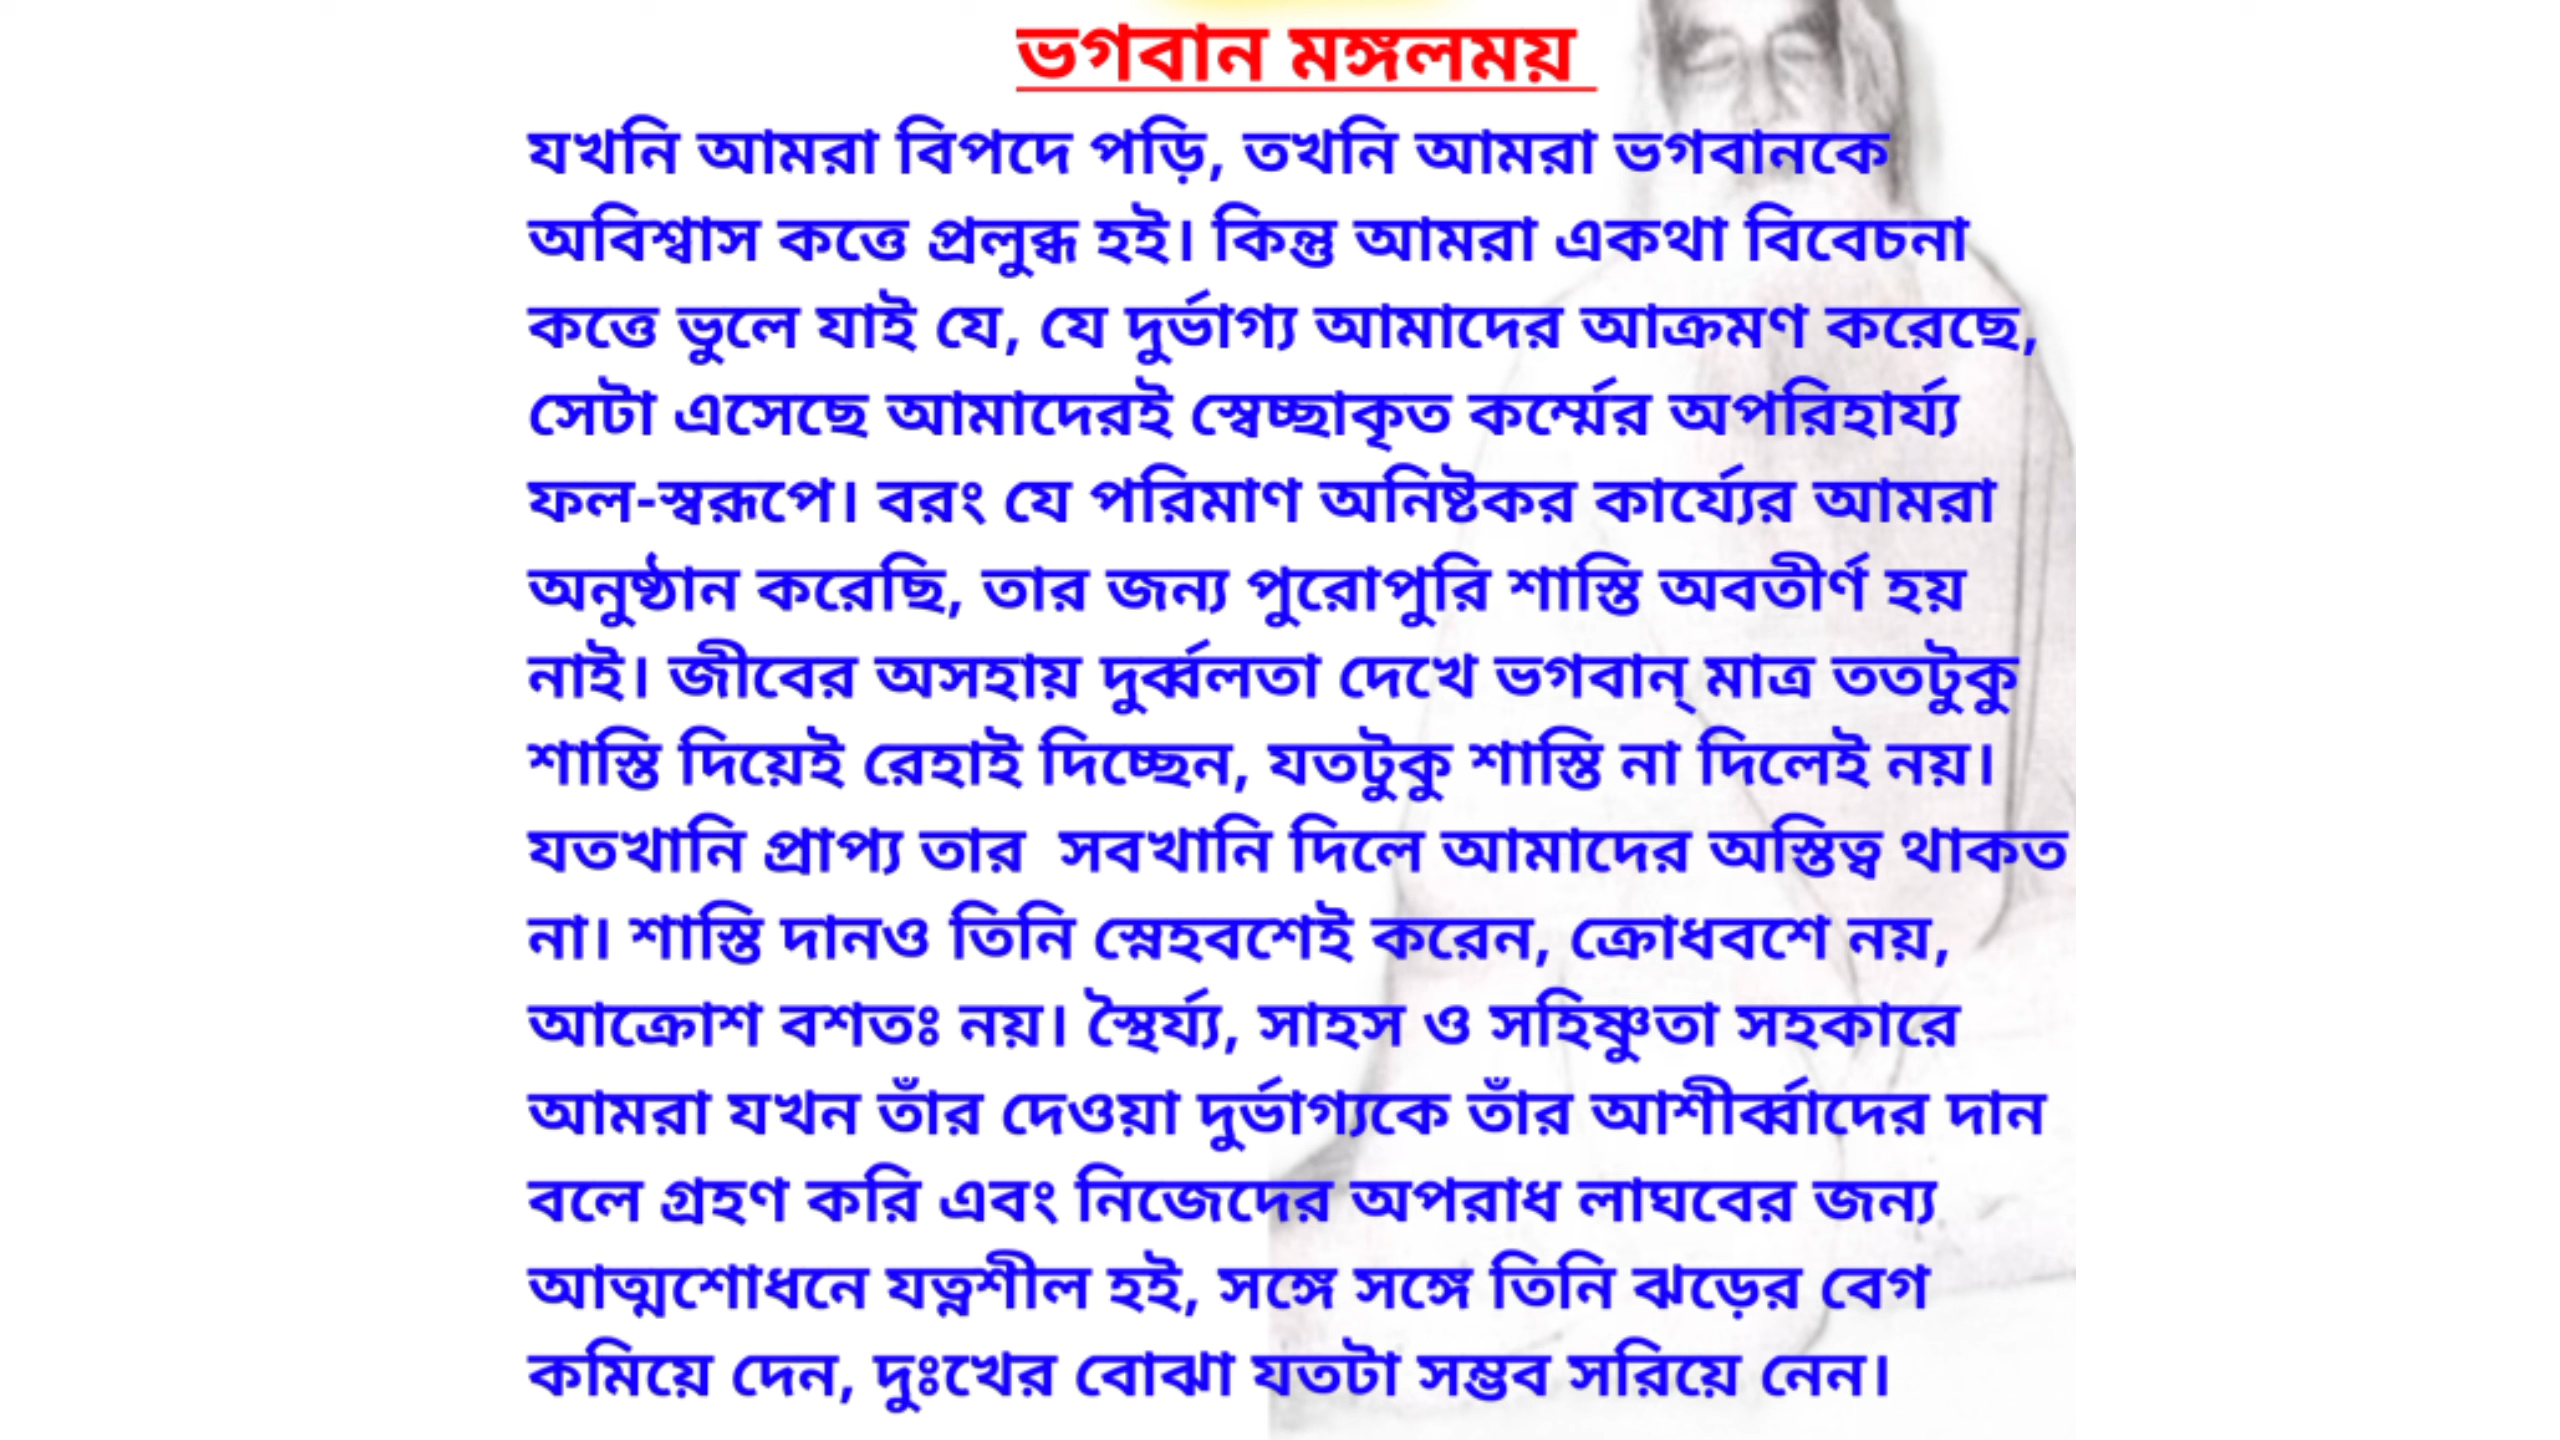 ভগবান মঙ্গলময়
যখনি আমরা বিপদে পড়ি, তখনি আমরা ভগবানকে
অবিশ্বাস কত্তে প্রলুব্ধ হই। কিন্তু আমরা একথা বিবেচনা
কত্তে ভুলে যাই যে, যে দুর্ভাগ্য আমাদের আক্রমণ করেছে,
সেটা এসেছে আমাদেরই স্বেচ্ছাকৃত কর্ম্মের অপরিহার্য্য
ফল-স্বরূপে। বরং যে পরিমাণ অনিষ্টকর কার্য্যের আমরা
অনুষ্ঠান করেছি, তার জন্য পুরোপুরি শাস্তি অবতীর্ণ হয়
নাই। জীবের অসহায় দুর্ব্বলতা দেখে ভগবান্ মাত্র ততটুকু
শাস্তি দিয়েই রেহাই দিচ্ছেন, যতটুকু শাস্তি না দিলেই নয়।
যতখানি প্রাপ্য তার  সবখানি দিলে আমাদের অস্তিত্ব থাকত
না। শাস্তি দানও তিনি স্নেহবশেই করেন, ক্রোধবশে নয়,
আক্রোশ বশতঃ নয়। স্থৈর্য্য, সাহস ও সহিষ্ণুতা সহকারে
আমরা যখন তাঁর দেওয়া দুর্ভাগ্যকে তাঁর আশীর্ব্বাদের দান
বলে গ্রহণ করি এবং নিজেদের অপরাধ লাঘবের জন্য
আত্মশোধনে যত্নশীল হই, সঙ্গে সঙ্গে তিনি ঝড়ের বেগ
কমিয়ে দেন, দুঃখের বোঝা যতটা সম্ভব সরিয়ে নেন।